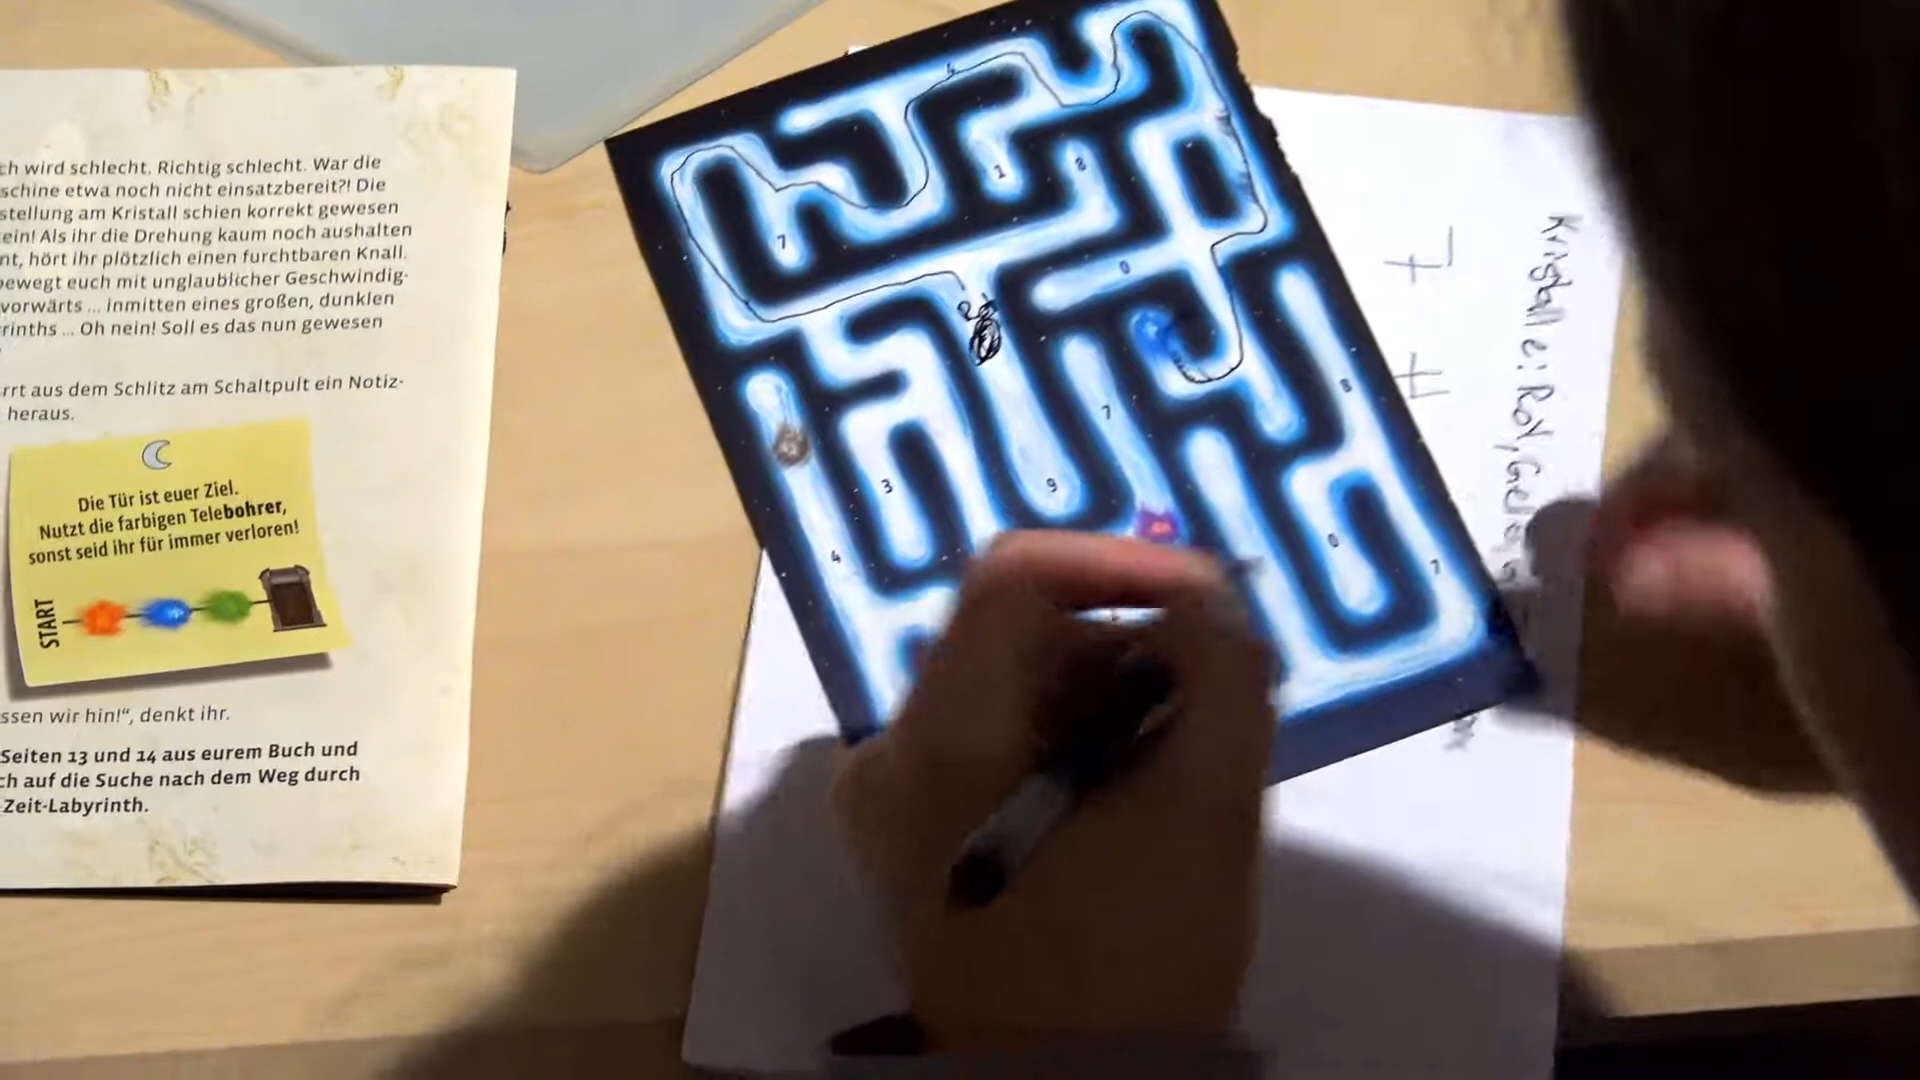 ch wird schlecht. Richtig schlecht. War die
schine etwa noch nicht einsatzbereit?! Die
stellung am Kristall schien korrekt gewesen
ein! Als ihr die Drehung kaum noch aushalten
nt, hört ihr plötzlich einen furchtbaren Knall.
bewegt euch mit unglaublicher Geschwindig-
vorwärts ... inmitten eines großen, dunklen
rinths ... Oh nein! Soll es das nun gewesen
rrt aus dem Schlitz am Schaltpult ein Notiz-
heraus.
Die Tür ist euer Ziel.
Nutzt die farbigen Telebohrer,
sonst seid ihr für immer verloren!
START
ssen wir hin!“, denkt ihr.
Seiten 13 und 14 aus eurem Buch und
ch auf die Suche nach dem Weg durch
Zeit-Labyrinth.
1
8
7
0
7
8
3
9
4
0
7
Kristalle: Rot, Gelb
7